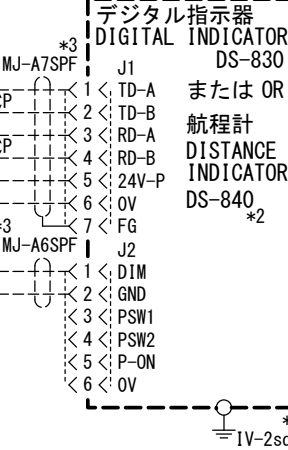 デジタル指示器
*3
DIGITAL INDICATOR
MJ-A7SPF
J1
DS-830
1 TD-A
または OR
CP
2 TD-B
航程計
3 RD-A
CP
4 RD-B
DISTANCE
5 24V-P
INDICATOR
6 0V
DS-840
*3
7 FG
*2
MJ-A6SPF
J2
1 DIM
2 GND
3 PSW1
4 PSW2
5 P-ON
6 0V
*
IV-2sq